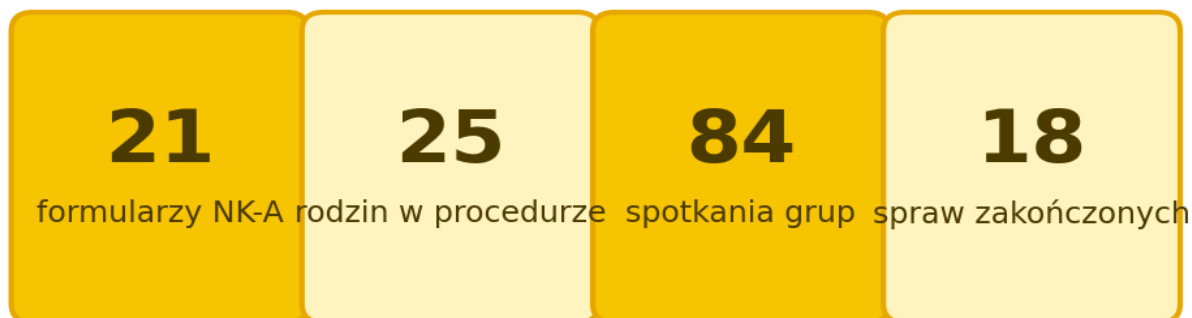 21 25 84 18
formularzy NK-A rodzin w procedurze spotkania grup spraw zakończonych